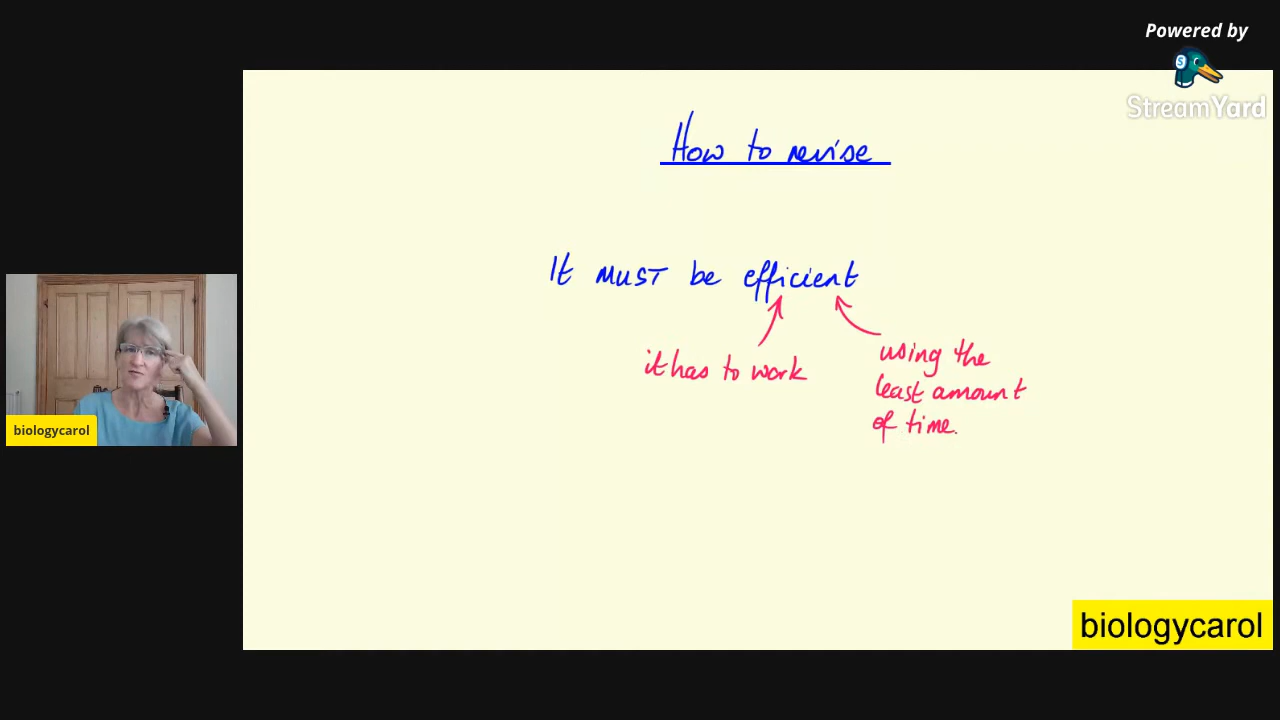 Powered by
StreamYard
How to revise
It MUST be efficient
it has to work
using the
least amount
of time.
biologycarol
biologycarol